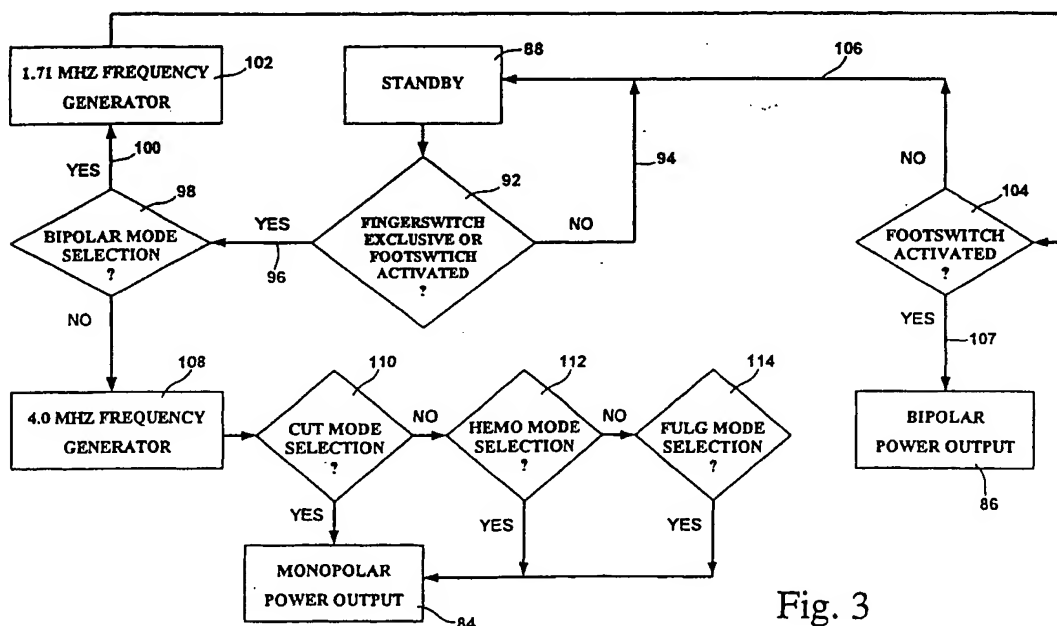 1.71 MHZ FREQUENCY
GENERATOR
102
STANDBY
88
106
YES
100
98
BIPOLAR MODE
SELECTION
?
YES
96
92
FINGERSWITCH
EXCLUSIVE OR
FOOTSWTICH
ACTIVATED
?
NO
94
NO
104
FOOTSWITCH
ACTIVATED
?
NO
YES
107
108
4.0 MHZ FREQUENCY
GENERATOR
110
CUT MODE
SELECTION
?
NO
112
HEMO MODE
SELECTION
?
NO
114
FULG MODE
SELECTION
?
BIPOLAR
POWER OUTPUT
86
YES
YES
YES
MONOPOLAR
POWER OUTPUT
84
Fig. 3